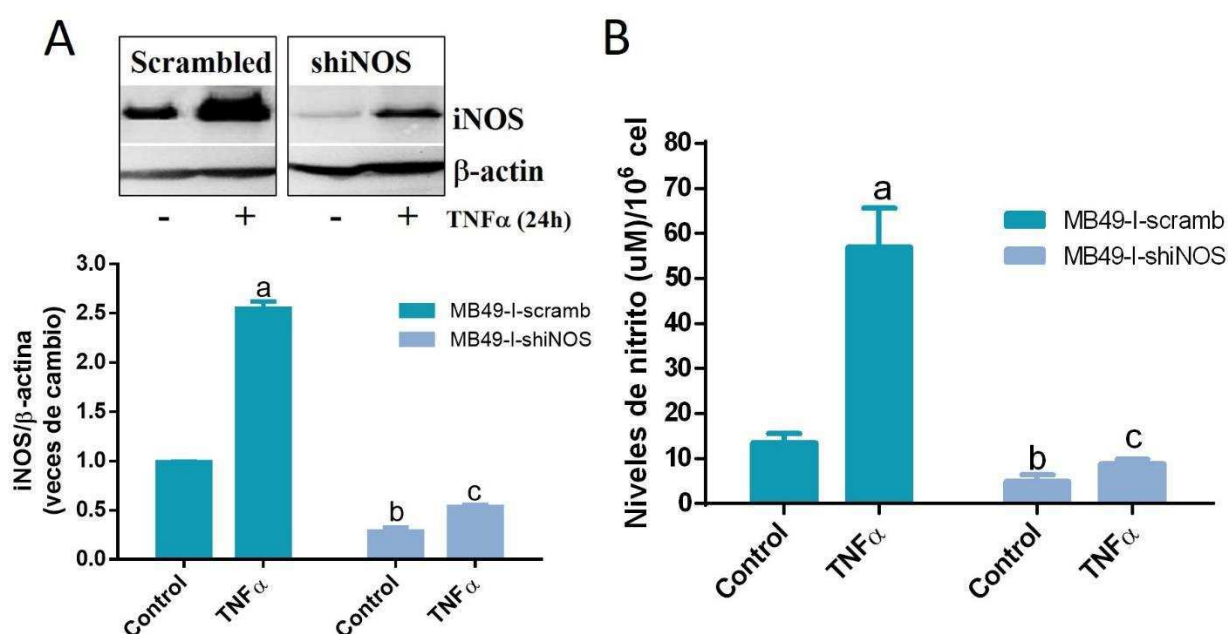 A
Scrambled shiNOS
iNOS
β-actin
- + - + TNFα (24h)
iNOS/β-actina
(veces de cambio)
3.0
2.5
2.0
1.5
1.0
0.5
0.0
a
b
c
MB49-I-scramb
MB49-I-shiNOS
Control
TNFα
Control
TNFα
B
Niveles de nitrito (uM)/10⁶ cel
80
70
60
50
40
30
20
10
0
a
b
c
MB49-I-scramb
MB49-I-shiNOS
Control
TNFα
Control
TNFα